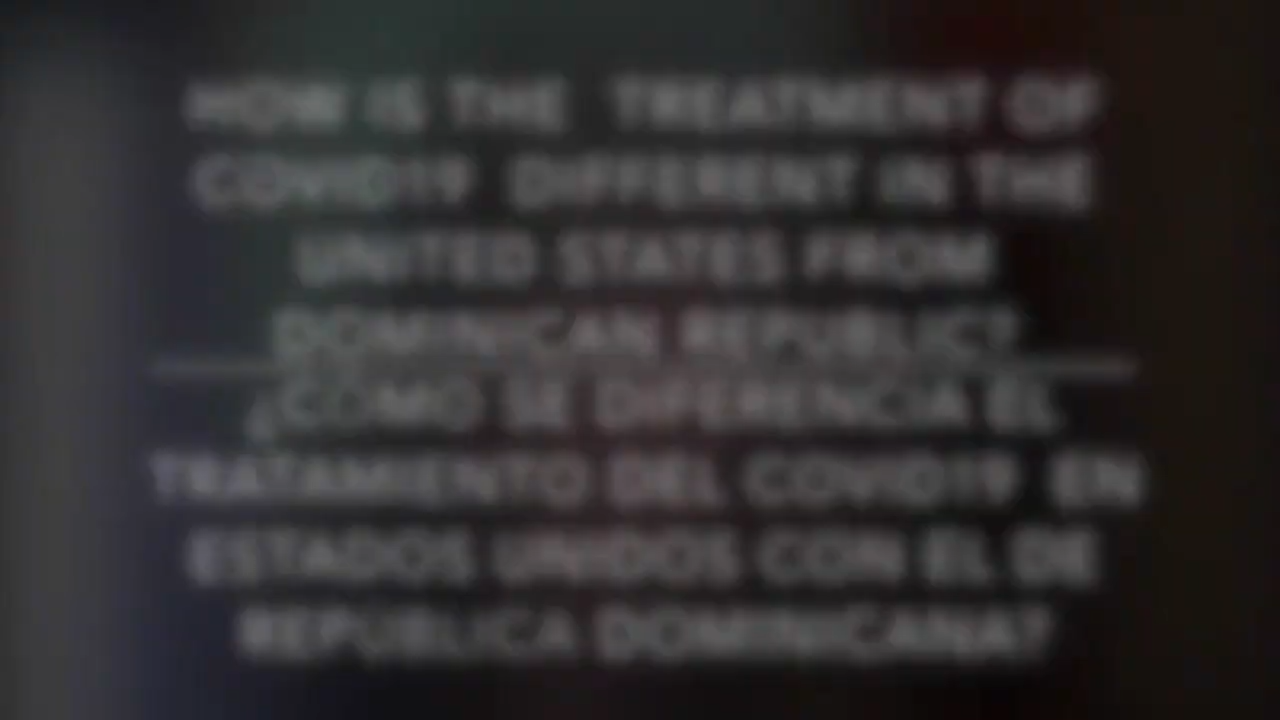 HOW IS THE TREATMENT OF
COVID19 DIFFERENT IN THE
UNITED STATES FROM
DOMINICAN REPUBLIC?
¿COMO SE DIFERENCIA EL
TRATAMIENTO DEL COVID19 EN
ESTADOS UNIDOS CON EL DE
REPUBLICA DOMINICANA?